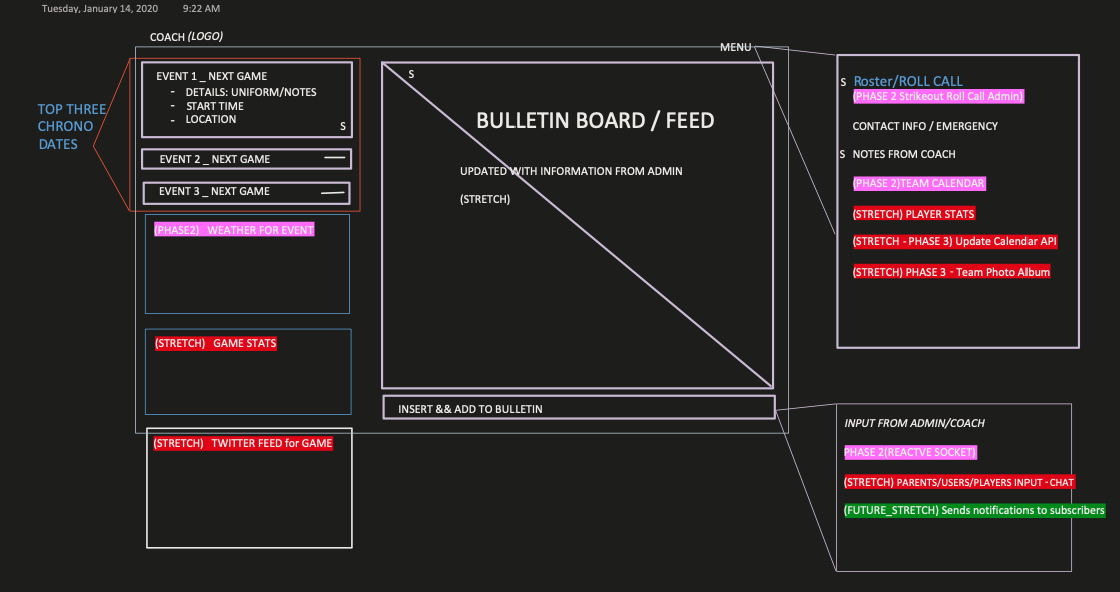 Tuesday, January 14, 2020 9:22 AM
COACH (LOGO)
MENU
TOP THREE
CHRONO
DATES
EVENT 1 _ NEXT GAME
- DETAILS: UNIFORM/NOTES
- START TIME
- LOCATION
S
EVENT 2 _ NEXT GAME
EVENT 3 _ NEXT GAME
(PHASE2) WEATHER FOR EVENT
(STRETCH) GAME STATS
(STRETCH) TWITTER FEED for GAME
S
BULLETIN BOARD / FEED
UPDATED WITH INFORMATION FROM ADMIN
(STRETCH)
INSERT && ADD TO BULLETIN
S Roster/ROLL CALL
(PHASE 2 Strikeout Roll Call Admin)
CONTACT INFO / EMERGENCY
S NOTES FROM COACH
(PHASE 2)TEAM CALENDAR
(STRETCH) PLAYER STATS
(STRETCH - PHASE 3) Update Calendar API
(STRETCH) PHASE 3 - Team Photo Album
INPUT FROM ADMIN/COACH
PHASE 2(REACTVE SOCKET)
(STRETCH) PARENTS/USERS/PLAYERS INPUT - CHAT
(FUTURE_STRETCH) Sends notifications to subscribers